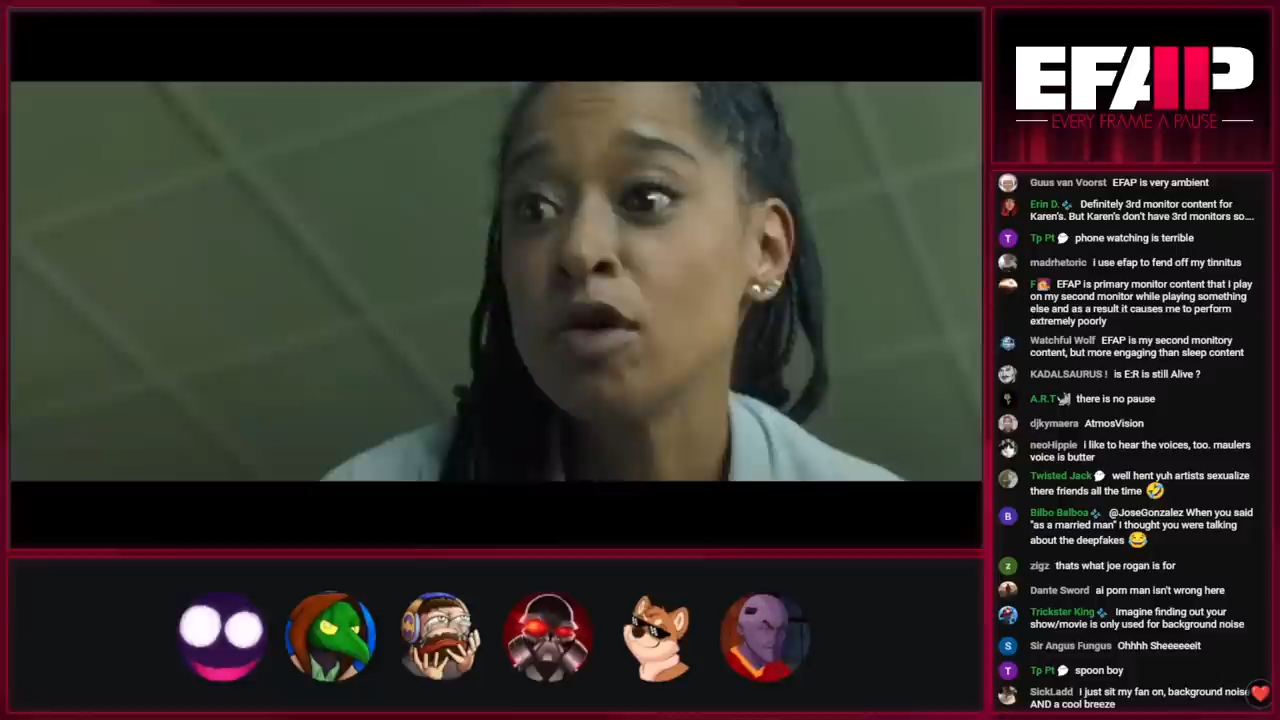 EFAP
EVERY FRAME A PAUSE
Guus van Voorst EFAP is very ambient
Erin D. Definitely 3rd monitor content for
Karen's. But Karen's don't have 3rd monitors so....
T
Tp Pt phone watching is terrible
madrhetoric i use efap to fend off my tinnitus
F EFAP is primary monitor content that I play
on my second monitor while playing something
else and as a result it causes me to perform
extremely poorly
Watchful Wolf EFAP is my second monitory
content, but more engaging than sleep content
KADALSAURUS ! is E:R is still Alive ?
A.R.T there is no pause
djkymaera AtmosVision
neoHippie i like to hear the voices, too. maulers
voice is butter
Twisted Jack well hent yuh artists sexualize
there friends all the time
B
Bilbo Balboa @JoseGonzalez When you said
"as a married man" I thought you were talking
about the deepfakes
z
zigz thats what joe rogan is for
Dante Sword ai porn man isn't wrong here
Trickster King Imagine finding out your
show/movie is only used for background noise
S
Sir Angus Fungus Ohhhh Sheeeeeeit
T
Tp Pt spoon boy
SickLadd I just sit my fan on, background noise
AND a cool breeze